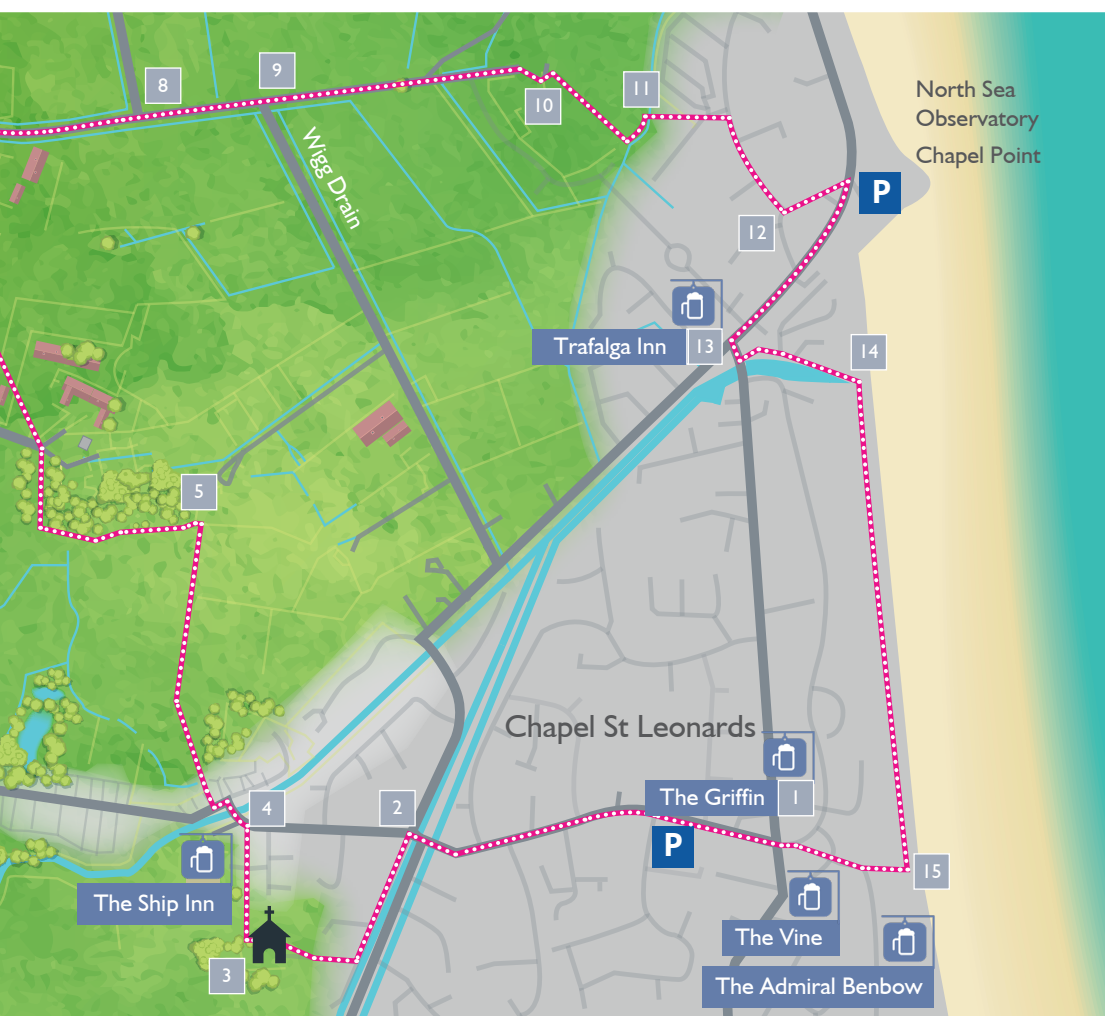 8
9
10
11
North Sea
Observatory
Chapel Point
P
12
Wigg Drain
Trafalga Inn
13
14
5
Chapel St Leonards
The Griffin
1
4
2
P
15
The Ship Inn
The Vine
3
The Admiral Benbow